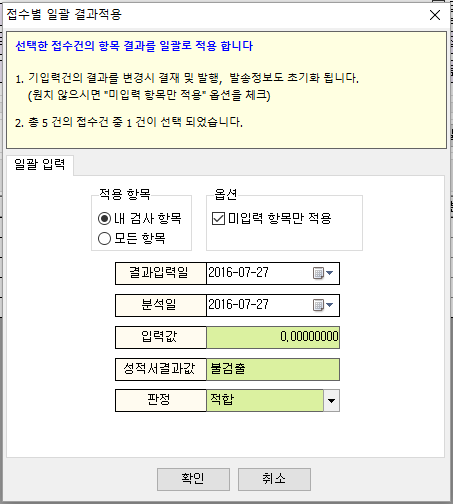 접수별 일괄 결과적용
선택한 접수건의 항목 결과를 일괄로 적용 합니다
1. 기입력건의 결과를 변경시 결재 및 발행, 발송정보도 초기화 됩니다.
(원치 않으시면 "미입력 항목만 적용" 옵션을 체크)
2. 총 5 건의 접수건 중 1 건이 선택 되었습니다.
일괄 입력
적용 항목 옵션
내 검사 항목 미입력 항목만 적용
모든 항목
결과입력일 2016-07-27
분석일 2016-07-27
입력값 0,00000000
성적서결과값 불검출
판정 적합
확인 취소